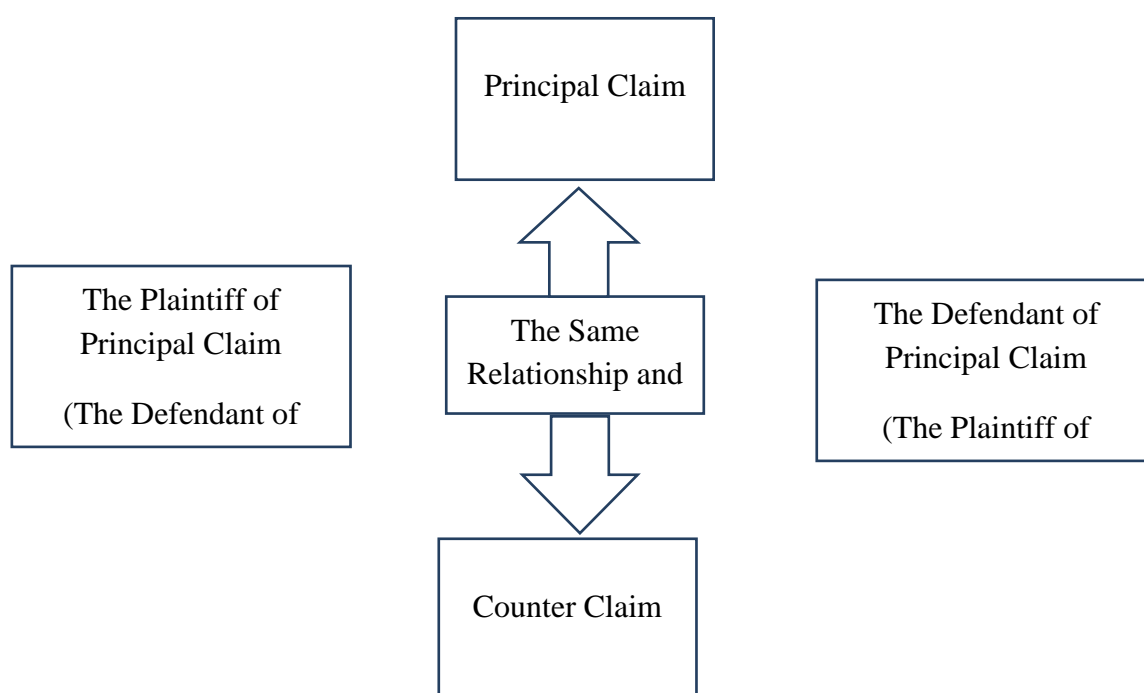 Principal Claim
The Plaintiff of
Principal Claim
(The Defendant of
The Same
Relationship and
The Defendant of
Principal Claim
(The Plaintiff of
Counter Claim